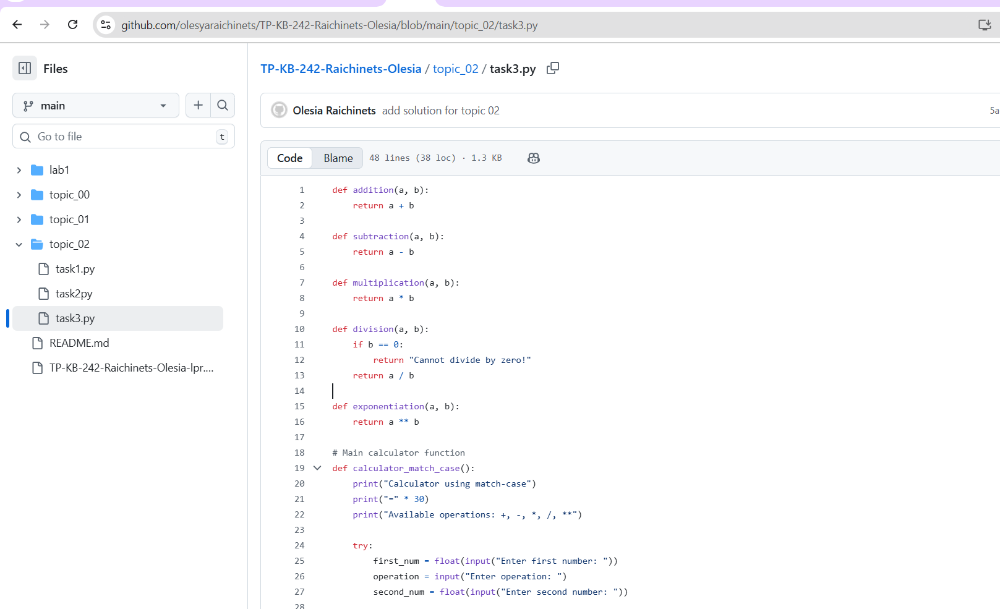 github.com/olesyaraichinets/TP-KB-242-Raichinets-Olesia/blob/main/topic_02/task3.py
Files
main
Go to file
t
lab1
topic_00
topic_01
topic_02
task1.py
task2py
task3.py
README.md
TP-KB-242-Raichinets-Olesia-lpr....
TP-KB-242-Raichinets-Olesia / topic_02 / task3.py
Olesia Raichinets add solution for topic 02
5a
Code Blame 48 lines (38 loc) · 1.3 KB
1 def addition(a, b):
2     return a + b
3
4 def subtraction(a, b):
5     return a - b
6
7 def multiplication(a, b):
8     return a * b
9
10 def division(a, b):
11     if b == 0:
12         return "Cannot divide by zero!"
13     return a / b
14
15 def exponentiation(a, b):
16     return a ** b
17
18 # Main calculator function
19 def calculator_match_case():
20     print("Calculator using match-case")
21     print("=" * 30)
22     print("Available operations: +, -, *, /, **")
23
24     try:
25         first_num = float(input("Enter first number: "))
26         operation = input("Enter operation: ")
27         second_num = float(input("Enter second number: "))
28